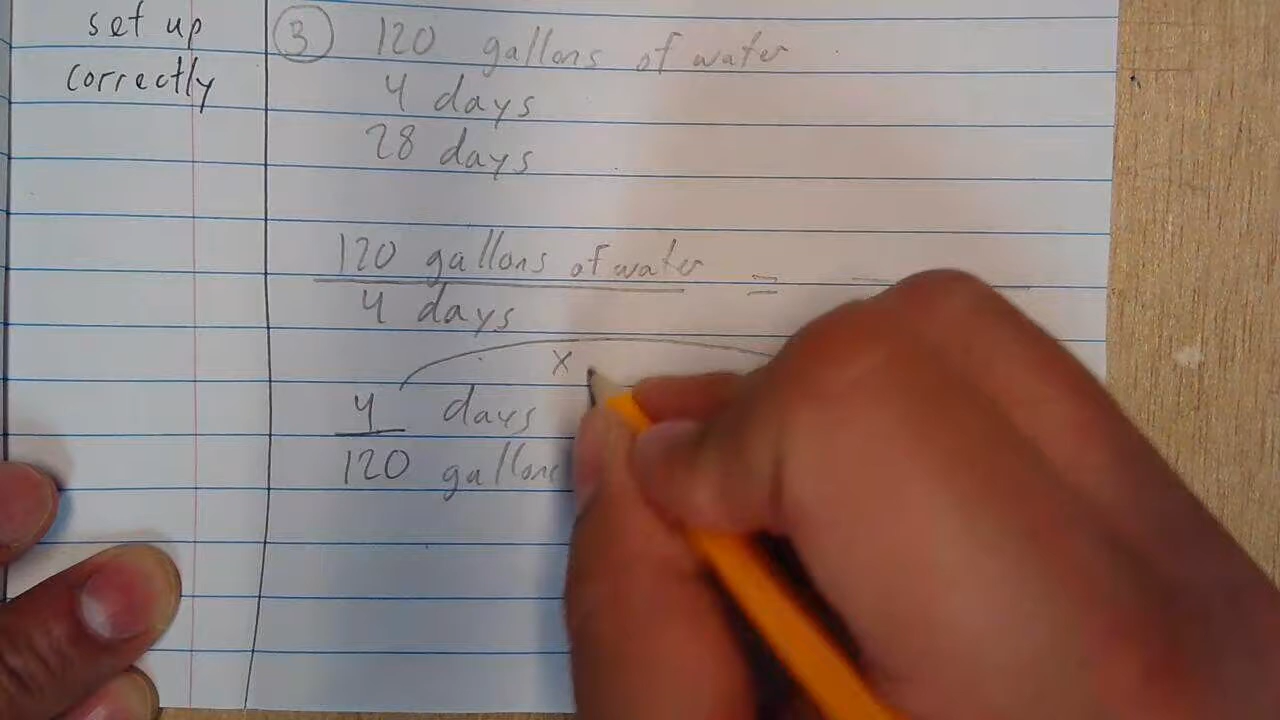 set up
correctly
3 120 gallons of water
4 days
28 days
120 gallons of water =
4 days
x
4 days
120 gallons